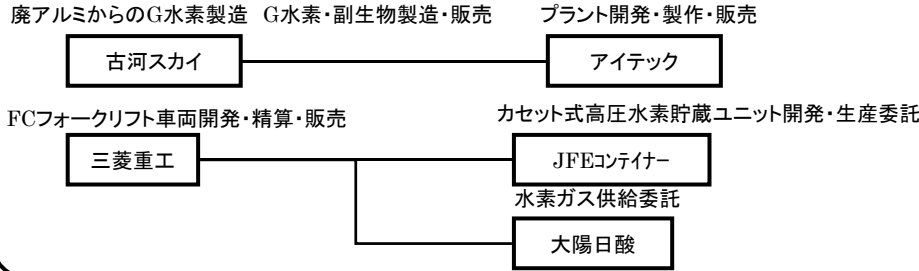 廃アルミからのG水素製造 G水素・副生物製造・販売 プラント開発・製作・販売
古河スカイ アイテック
FCフォークリフト車両開発・精算・販売 カセット式高圧水素貯蔵ユニット開発・生産委託
三菱重工 JFEコンテイナー
水素ガス供給委託
大陽日酸